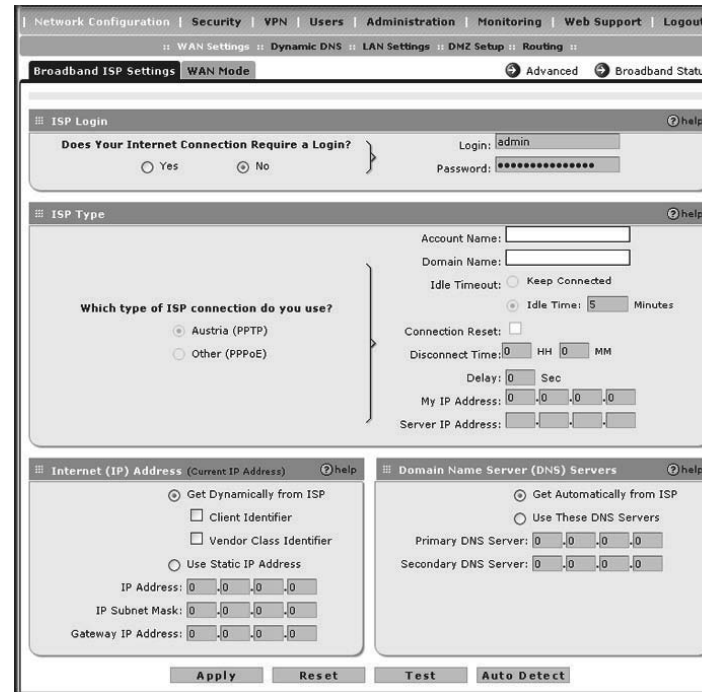 Network Configuration | Security | VPN | Users | Administration | Monitoring | Web Support | Logout
:: WAN Settings :: Dynamic DNS :: LAN Settings :: DMZ Setup :: Routing ::
Broadband ISP Settings WAN Mode Advanced Broadband Statu
ISP Login help
Does Your Internet Connection Require a Login?
Yes No
Login: admin
Password: •••••••••••••••
ISP Type help
Which type of ISP connection do you use?
Austria (PPTP)
Other (PPPoE)
Account Name:
Domain Name:
Idle Timeout: Keep Connected
Idle Time: 5 Minutes
Connection Reset:
Disconnect Time: 0 HH 0 MM
Delay: 0 Sec
My IP Address: 0 .0 .0 .0
Server IP Address: . . .
Internet (IP) Address (Current IP Address) help
Get Dynamically from ISP
Client Identifier
Vendor Class Identifier
Use Static IP Address
IP Address: 0 .0 .0 .0
IP Subnet Mask: 0 .0 .0 .0
Gateway IP Address: 0 .0 .0 .0
Domain Name Server (DNS) Servers help
Get Automatically from ISP
Use These DNS Servers
Primary DNS Server: 0 .0 .0 .0
Secondary DNS Server: 0 .0 .0 .0
Apply Reset Test Auto Detect